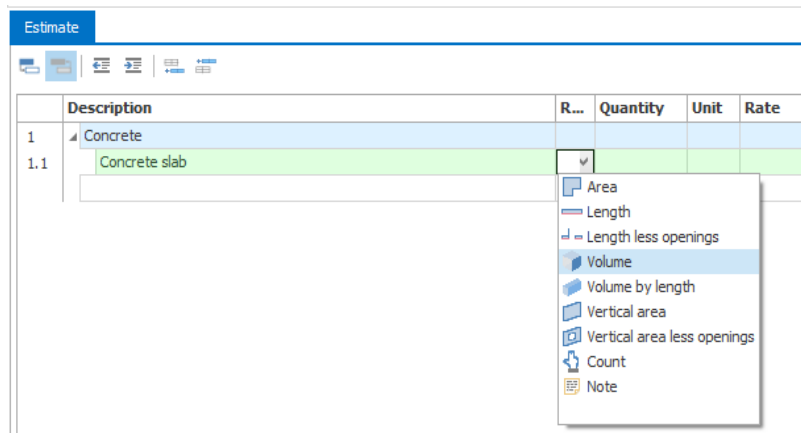 Estimate
Description R... Quantity Unit Rate
1 Concrete
1.1 Concrete slab
Area
Length
Length less openings
Volume
Volume by length
Vertical area
Vertical area less openings
Count
Note